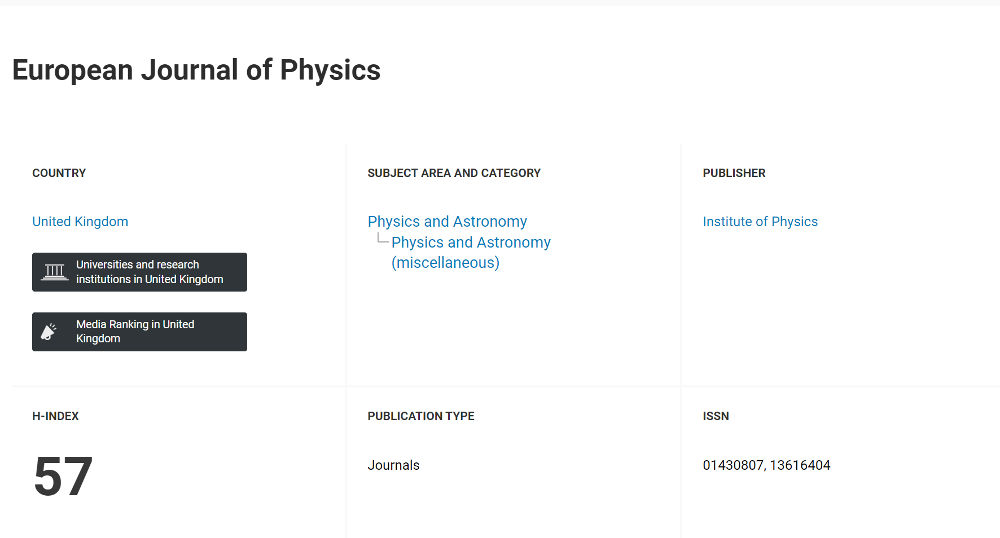 European Journal of Physics
COUNTRY
United Kingdom
Universities and research
institutions in United Kingdom
Media Ranking in United
Kingdom
SUBJECT AREA AND CATEGORY
Physics and Astronomy
Physics and Astronomy
(miscellaneous)
PUBLISHER
Institute of Physics
H-INDEX
57
PUBLICATION TYPE
Journals
ISSN
01430807, 13616404